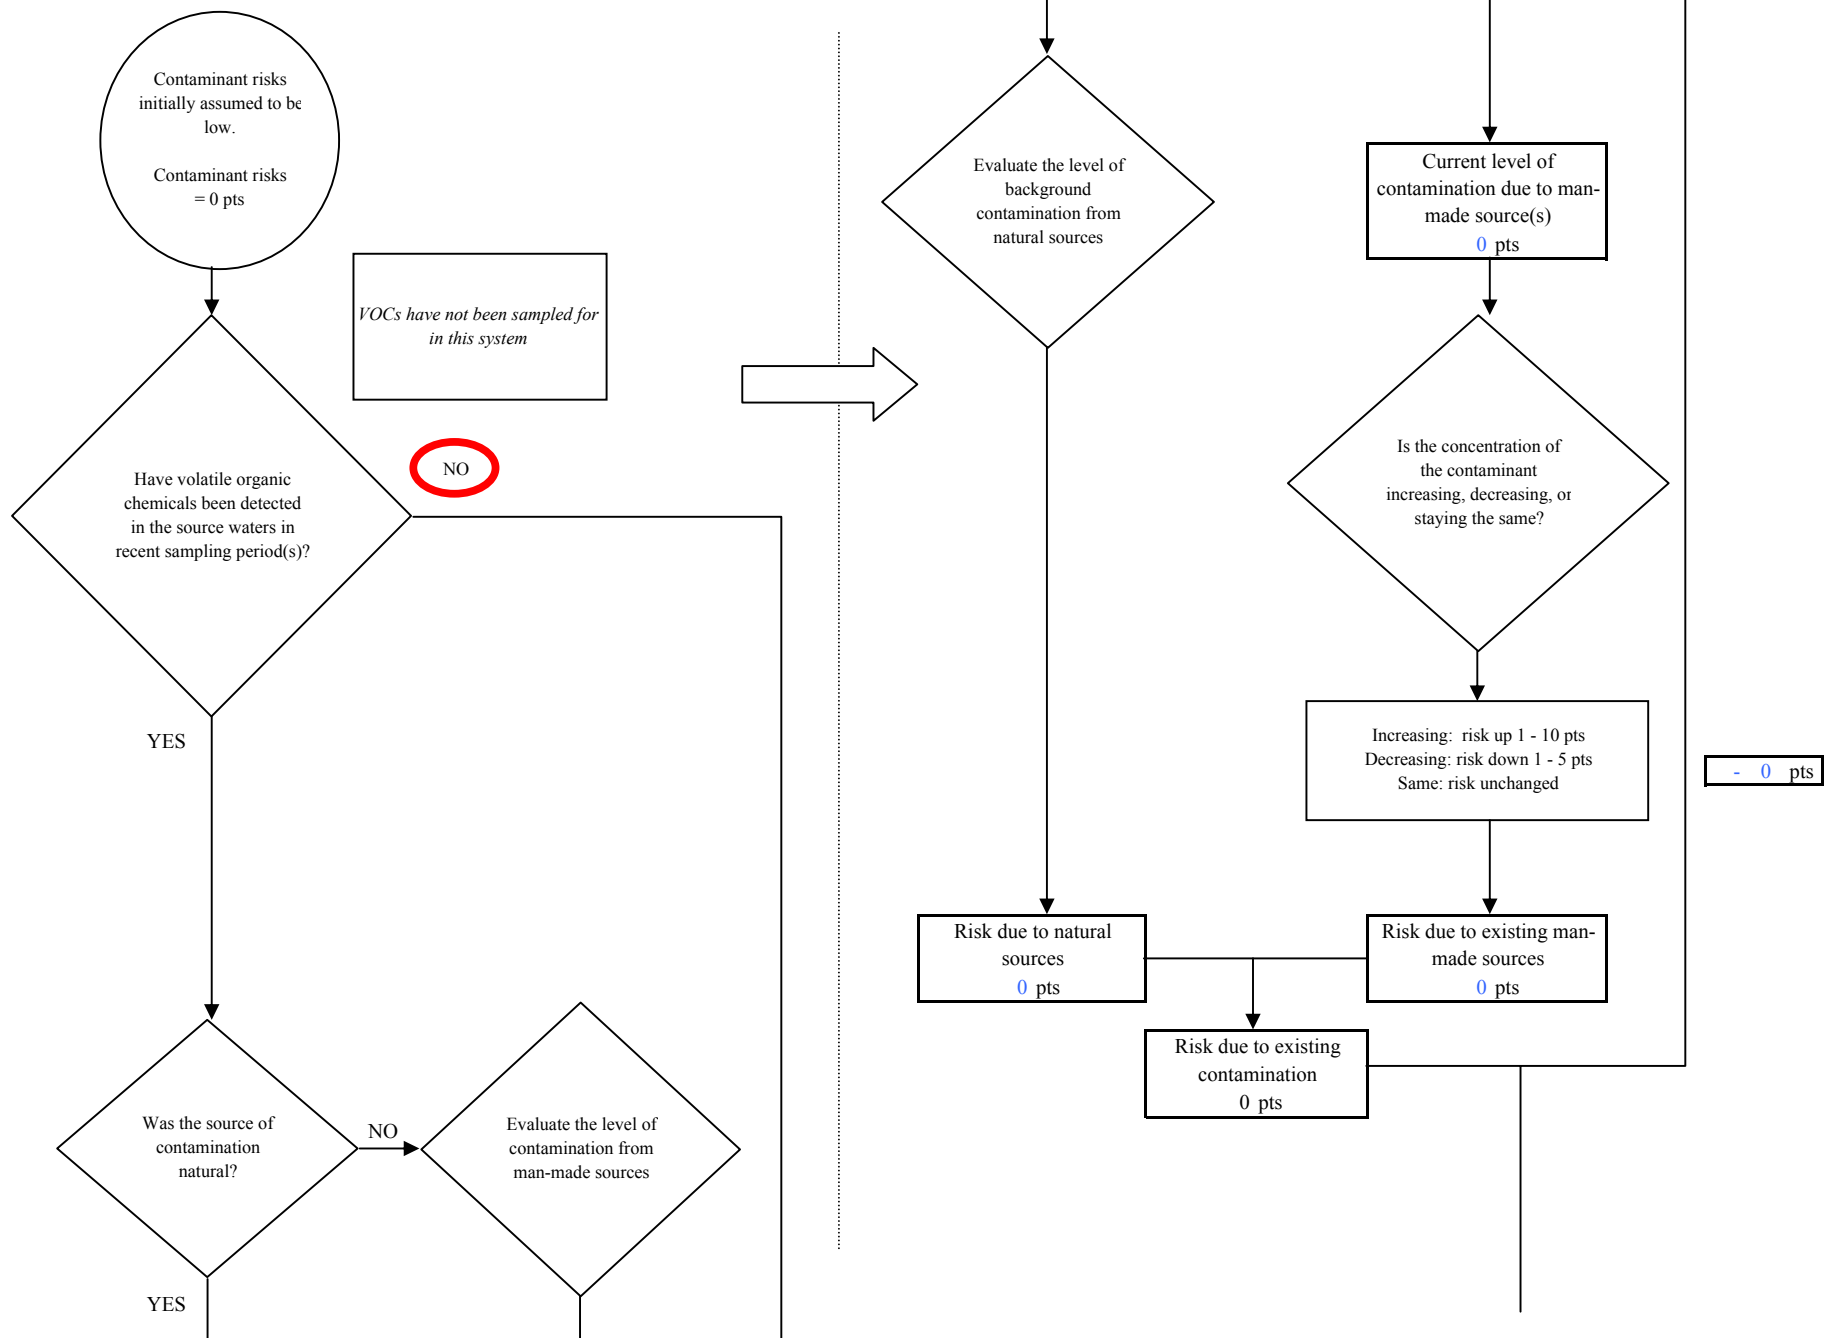 Contaminant risks
initially assumed to be
low.
Contaminant risks
= 0 pts
VOCs have not been sampled for
in this system
NO
Have volatile organic
chemicals been detected
in the source waters in
recent sampling period(s)?
YES
Was the source of
contamination
natural?
NO
Evaluate the level of
contamination from
man-made sources
YES
Evaluate the level of
background
contamination from
natural sources
Current level of
contamination due to man-
made source(s)
0 pts
Is the concentration of
the contaminant
increasing, decreasing, or
staying the same?
Increasing: risk up 1 - 10 pts
Decreasing: risk down 1 - 5 pts
Same: risk unchanged
- 0 pts
Risk due to natural
sources
0 pts
Risk due to existing man-
made sources
0 pts
Risk due to existing
contamination
0 pts